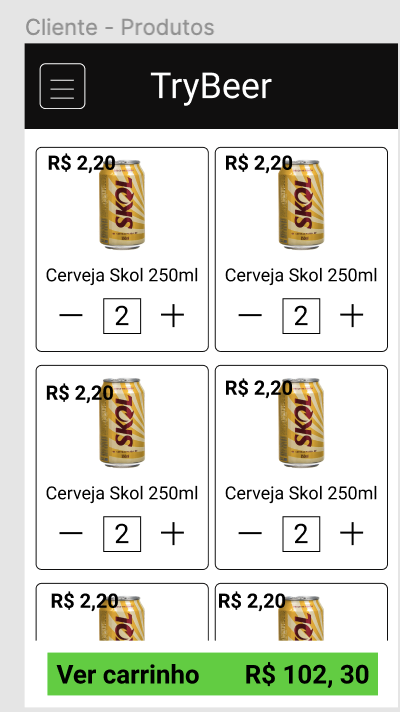 Cliente - Produtos
TryBeer
R$ 2,20
R$ 2,20
SKOL
SKOL
Cerveja Skol 250ml
Cerveja Skol 250ml
2
2
R$ 2,20
R$ 2,20
SKOL
SKOL
Cerveja Skol 250ml
Cerveja Skol 250ml
2
2
R$ 2,20
R$ 2,20
SKOL
SKOL
Ver carrinho R$ 102, 30